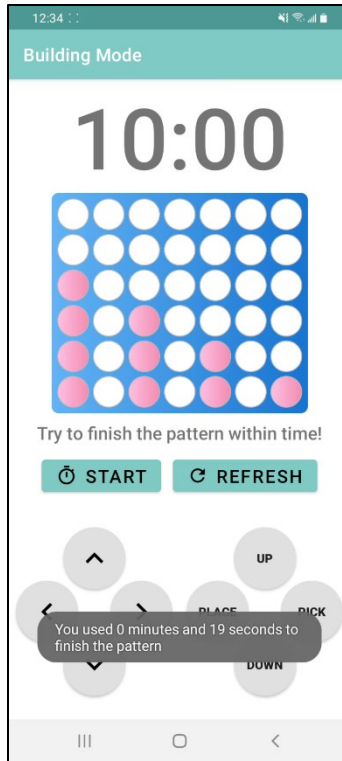 12:34
Building Mode
10:00
Try to finish the pattern within time!
START
REFRESH
UP
PLACE
PICK
You used 0 minutes and 19 seconds to
finish the pattern
DOWN